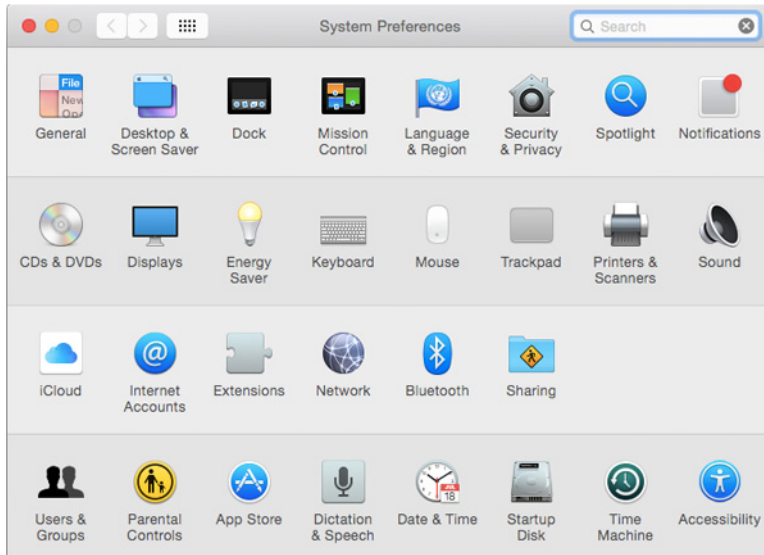 System Preferences
Search
File
New
Ope
General
Desktop &
Screen Saver
Dock
Mission
Control
Language
& Region
Security
& Privacy
Spotlight
Notifications
CDs & DVDs
Displays
Energy
Saver
Keyboard
Mouse
Trackpad
Printers &
Scanners
Sound
@
iCloud
Internet
Accounts
Extensions
Network
Bluetooth
Sharing
JUL
18
Users &
Groups
Parental
Controls
App Store
Dictation
& Speech
Date & Time
Startup
Disk
Time
Machine
Accessibility